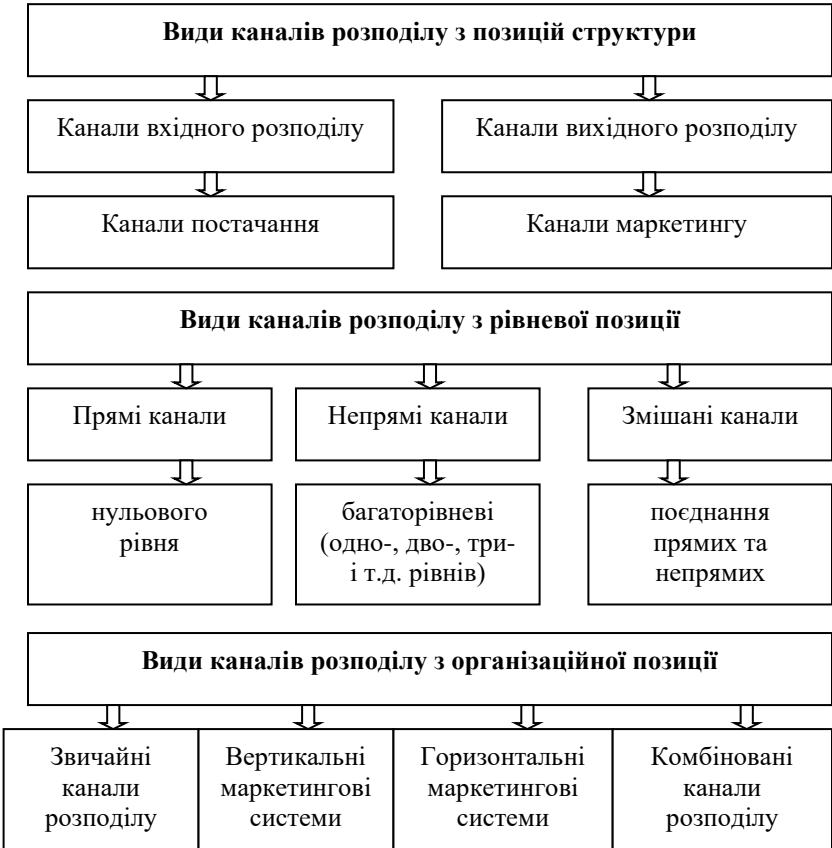 Види каналів розподілу з позицій структури
Канали вхідного розподілу
Канали вихідного розподілу
Канали постачання
Канали маркетингу
Види каналів розподілу з рівневої позиції
Прямі канали
Непрямі канали
Змішані канали
нульового
рівня
багаторівневі
(одно-, дво-, три-
і т.д. рівнів)
поєднання
прямих та
непрямих
Види каналів розподілу з організаційної позиції
Звичайні
канали
розподілу
Вертикальні
маркетингові
системи
Горизонтальні
маркетингові
системи
Комбіновані
канали
розподілу